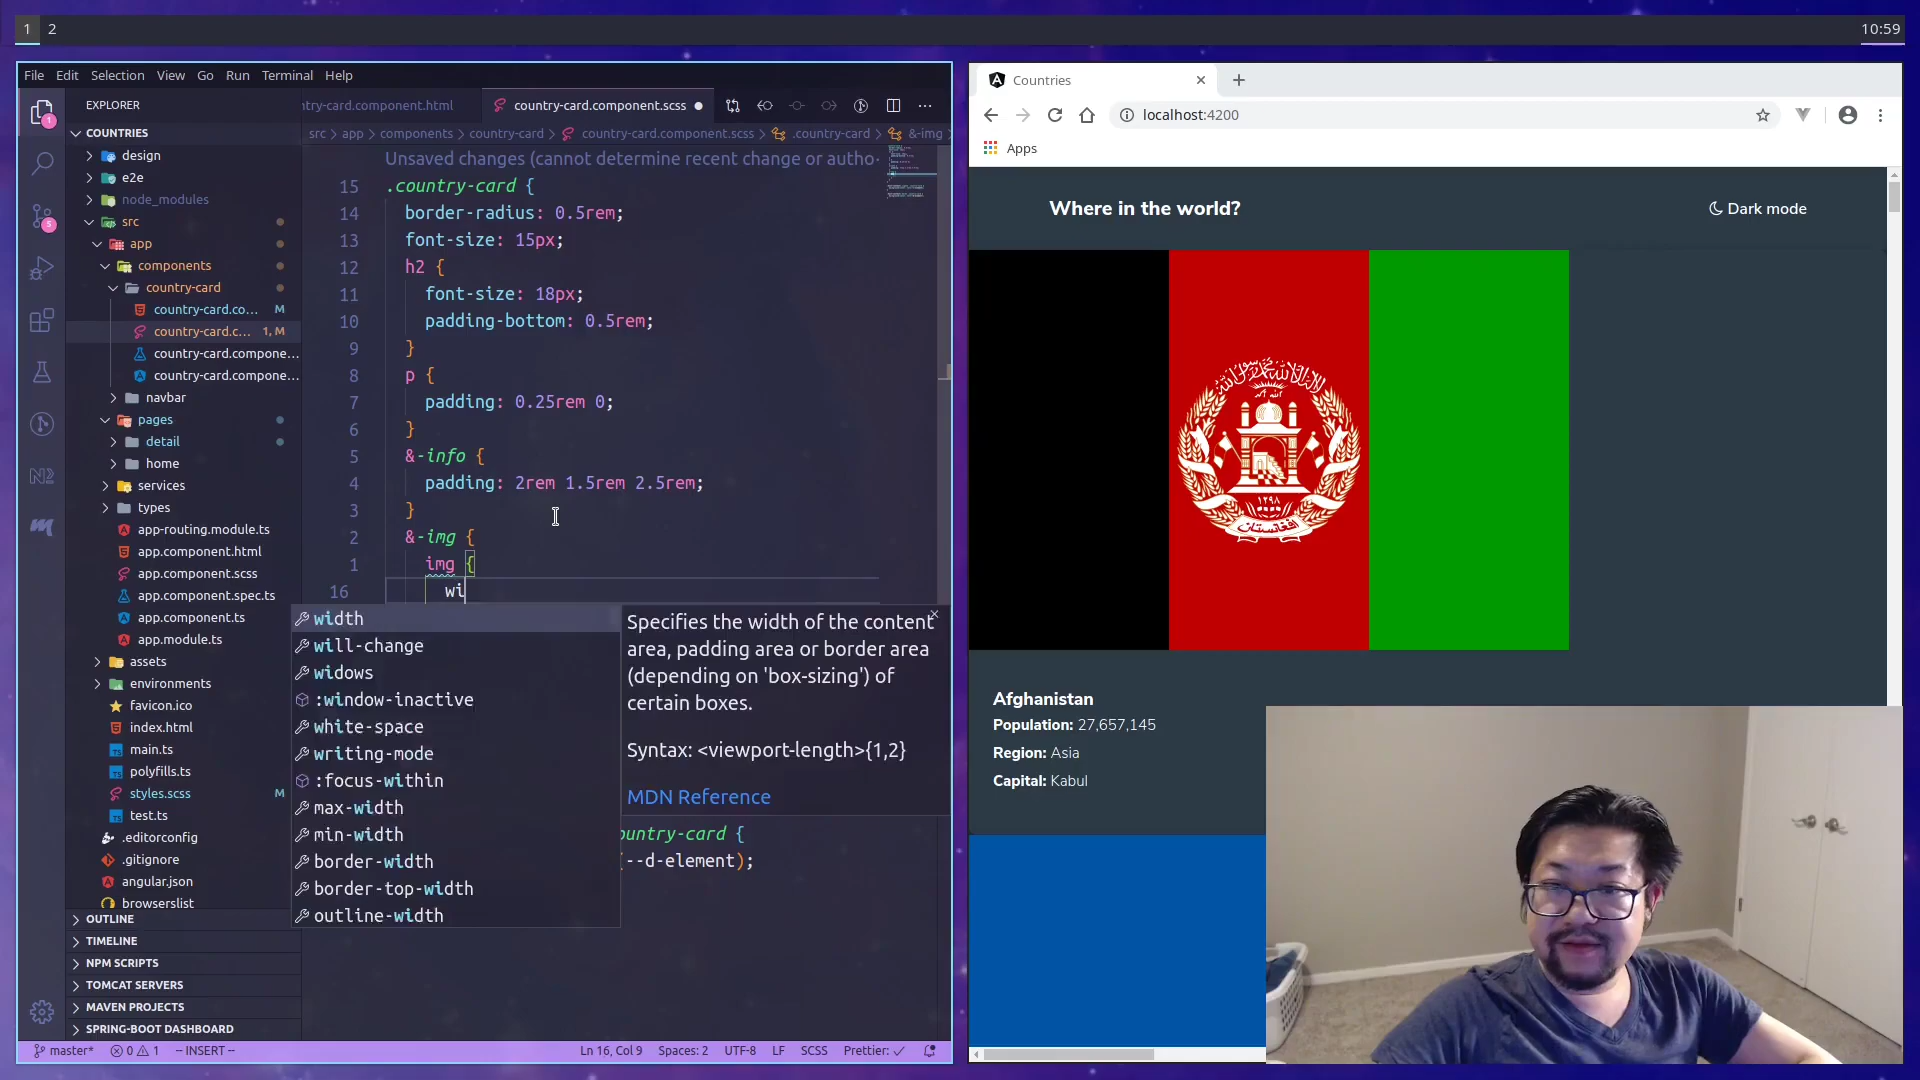 1 2
10:59
File Edit Selection View Go Run Terminal Help
EXPLORER
COUNTRIES
design
e2e
node_modules
src
app
components
country-card
country-card.co... M
country-card.c... 1, M
country-card.compone...
country-card.compone...
navbar
pages
detail
home
services
types
app-routing.module.ts
app.component.html
app.component.scss
app.component.spec.ts
app.component.ts
app.module.ts
assets
environments
favicon.ico
index.html
main.ts
polyfills.ts
styles.scss M
test.ts
.editorconfig
.gitignore
angular.json
browserslist
OUTLINE
TIMELINE
NPM SCRIPTS
TOMCAT SERVERS
MAVEN PROJECTS
SPRING-BOOT DASHBOARD
1
5
ntry-card.component.html country-card.component.scss
src > app > components > country-card > country-card.component.scss > .country-card > &-img
Unsaved changes (cannot determine recent change or autho
15 .country-card {
14 border-radius: 0.5rem;
13 font-size: 15px;
12 h2 {
11 font-size: 18px;
10 padding-bottom: 0.5rem;
9 }
8 p {
7 padding: 0.25rem 0;
6 }
5 &-info {
4 padding: 2rem 1.5rem 2.5rem;
3 }
2 &-img {
1 img {
16 wi
width
will-change
widows
:window-inactive
white-space
writing-mode
:focus-within
max-width
min-width
border-width
border-top-width
outline-width
Specifies the width of the content
area, padding area or border area
(depending on 'box-sizing') of
certain boxes.
Syntax: <viewport-length>{1,2}
MDN Reference
ountry-card {
(--d-element);
master* 0 1 -- INSERT -- Ln 16, Col 9 Spaces: 2 UTF-8 LF SCSS Prettier: ✓
Countries
localhost:4200
Apps
Where in the world?
Dark mode
Afghanistan
Population: 27,657,145
Region: Asia
Capital: Kabul